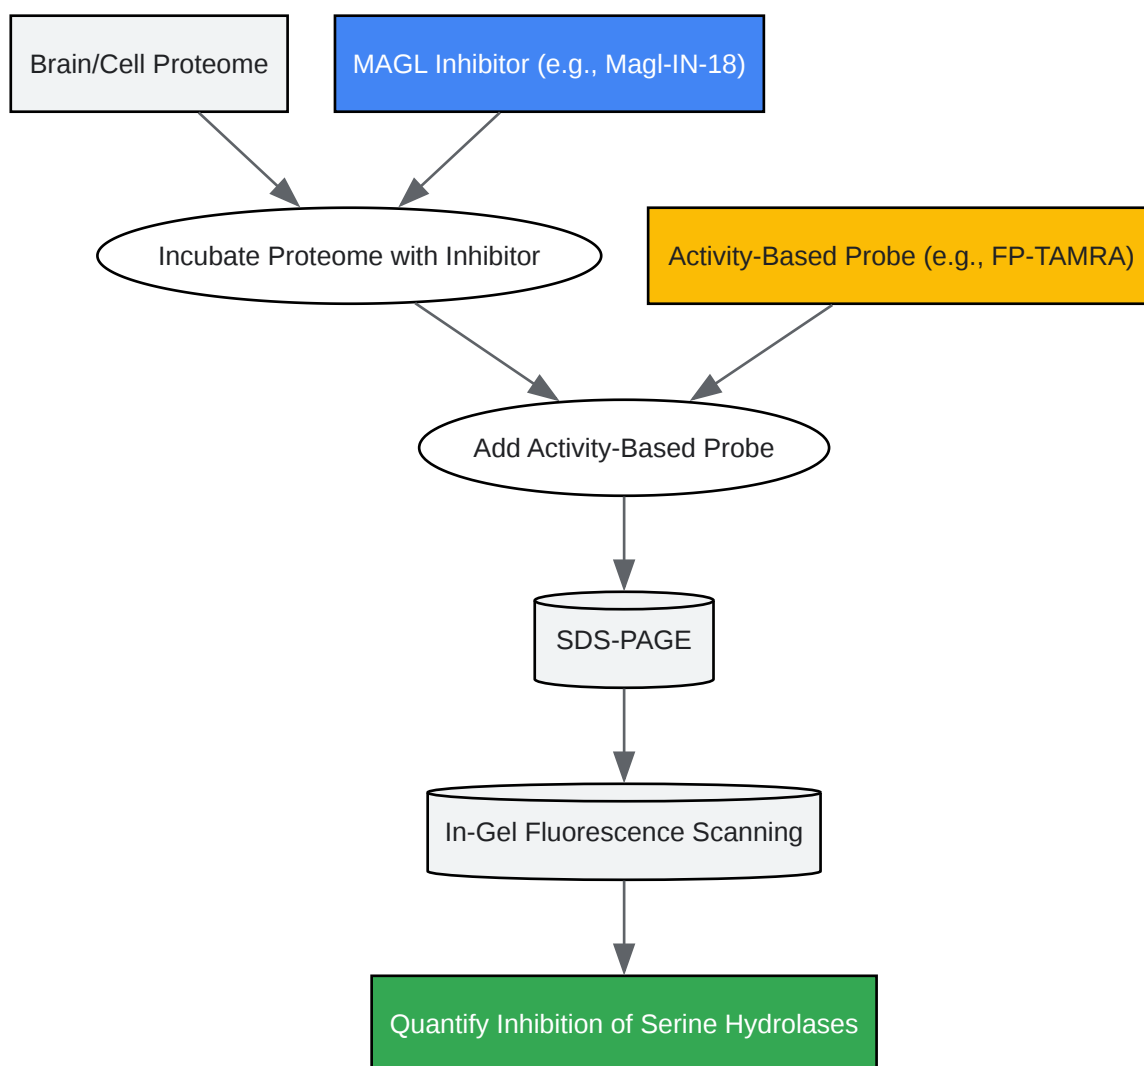 Brain/Cell Proteome
MAGL Inhibitor (e.g., Magl-IN-18)
Incubate Proteome with Inhibitor
Activity-Based Probe (e.g., FP-TAMRA)
Add Activity-Based Probe
SDS-PAGE
In-Gel Fluorescence Scanning
Quantify Inhibition of Serine Hydrolases